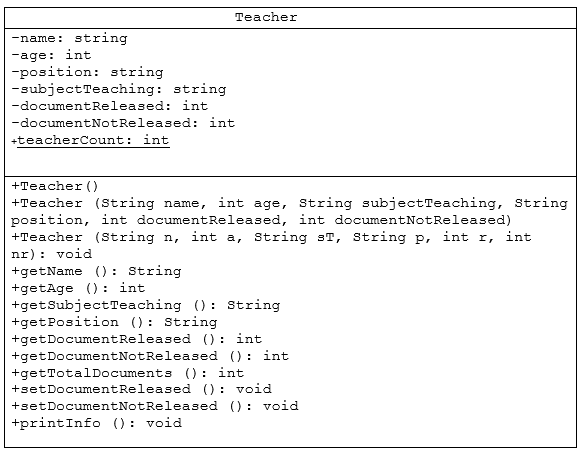 Teacher
-name: string
-age: int
-position: string
-subjectTeaching: string
-documentReleased: int
-documentNotReleased: int
+teacherCount: int
+Teacher()
+Teacher (String name, int age, String subjectTeaching, String
position, int documentReleased, int documentNotReleased)
+Teacher (String n, int a, String sT, String p, int r, int
nr): void
+getName (): String
+getAge (): int
+getSubjectTeaching (): String
+getPosition (): String
+getDocumentReleased (): int
+getDocumentNotReleased (): int
+getTotalDocuments (): int
+setDocumentReleased (): void
+setDocumentNotReleased (): void
+printInfo (): void